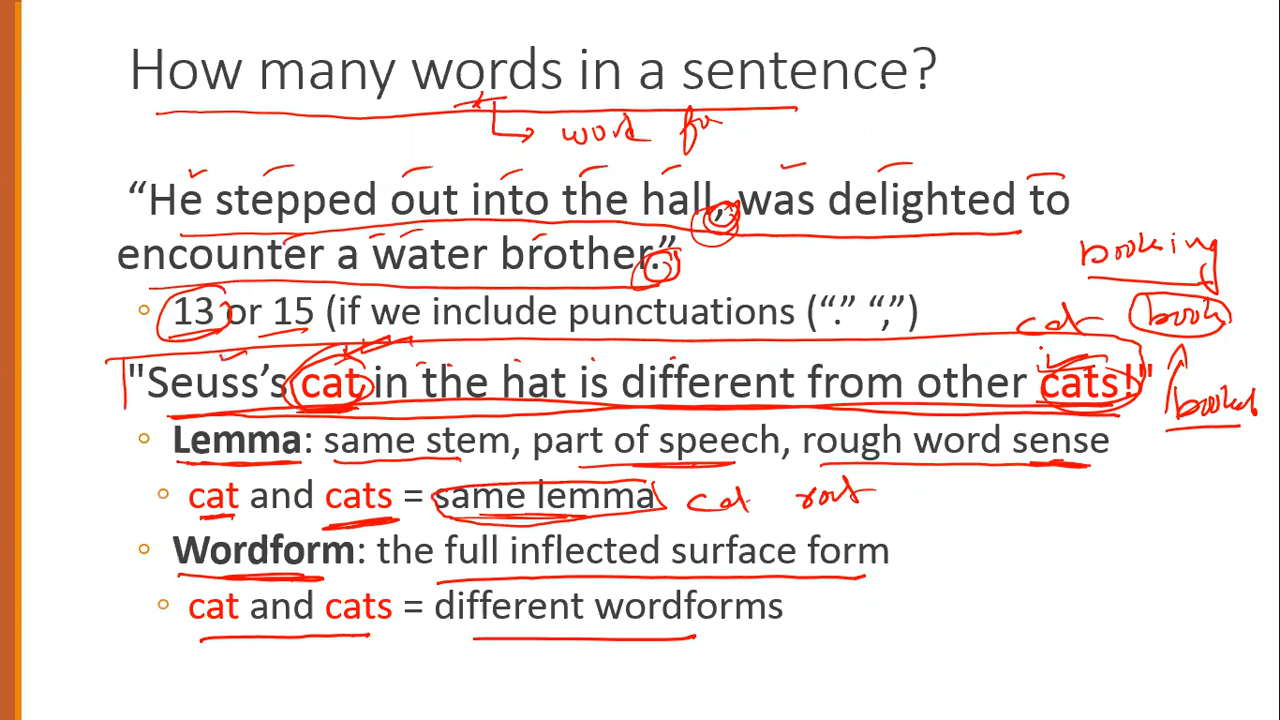 How many words in a sentence?
work fo
“He stepped out into the hall, was delighted to
encounter a water brother.”
booking
◦ 13 or 15 (if we include punctuations (“.” “,”)
cat
book
"Seuss’s cat in the hat is different from other cats!"
booked
◦ Lemma: same stem, part of speech, rough word sense
◦ cat and cats = same lemma cat root
◦ Wordform: the full inflected surface form
◦ cat and cats = different wordforms